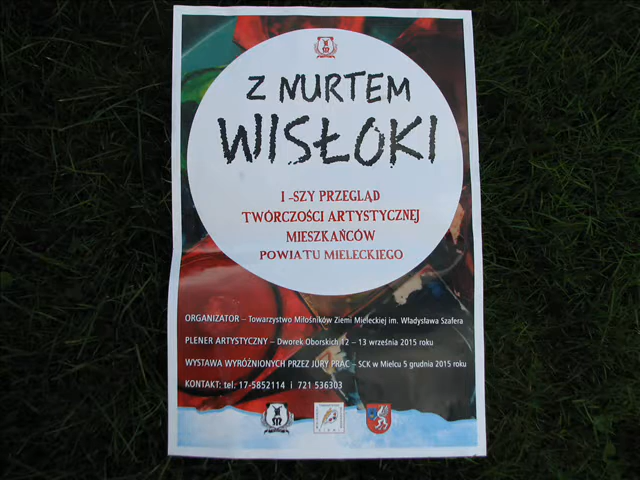 Z NURTEM
WISŁOKI
I -SZY PRZEGLĄD
TWÓRCZOŚCI ARTYSTYCZNEJ
MIESZKAŃCÓW
POWIATU MIELECKIEGO
ORGANIZATOR – Towarzystwo Miłośników Ziemi Mieleckiej im. Władysława Szafera
PLENER ARTYSTYCZNY – Dworek Oborskich 12 – 13 września 2015 roku
WYSTAWA WYRÓŻNIONYCH PRZEZ JURY PRAC – SCK w Mielcu 5 grudnia 2015 roku
KONTAKT: tel. 17-5852114 i 721 536303